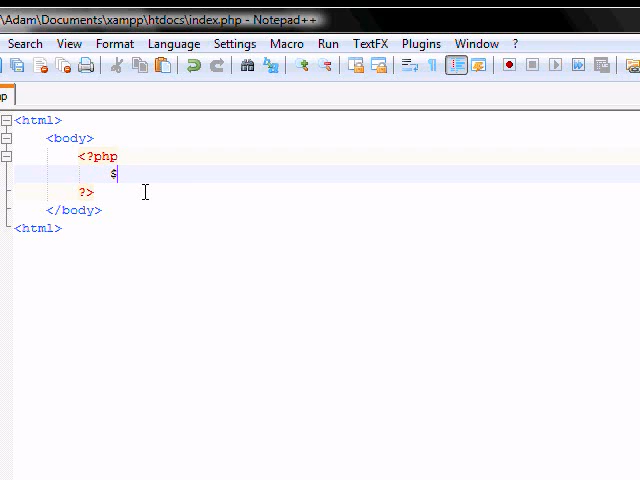 \Adam\Documents\xampp\htdocs\index.php - Notepad++
Search View Format Language Settings Macro Run TextFX Plugins Window ?
<html>
<body>
<?php
$
?>
</body>
<html>